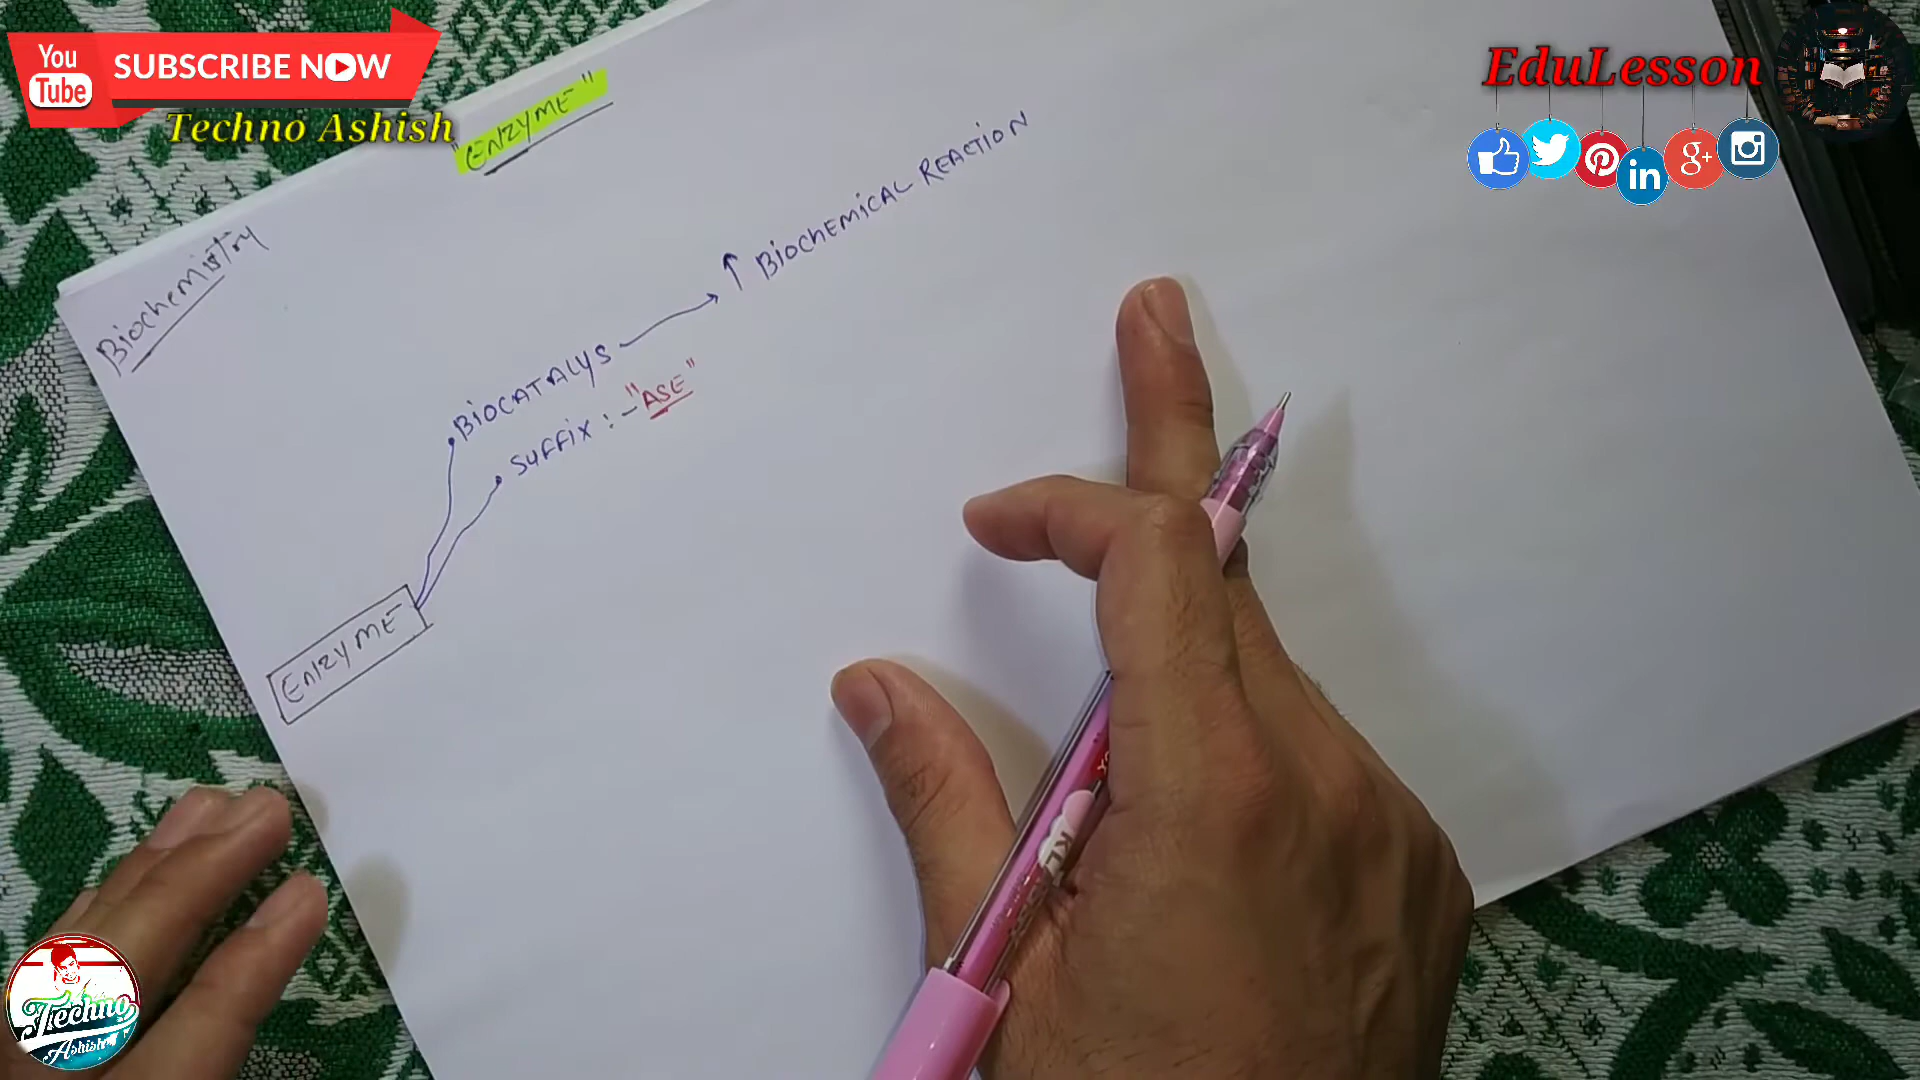 You
Tube
SUBSCRIBE NOW
Techno Ashish
EduLesson
"ENZYME"
Biochemistry
BIOCATALYS
↑ BIOCHEMICAL REACTION
SUFFIX :- "ASE"
ENZYME
Techno
Ashish